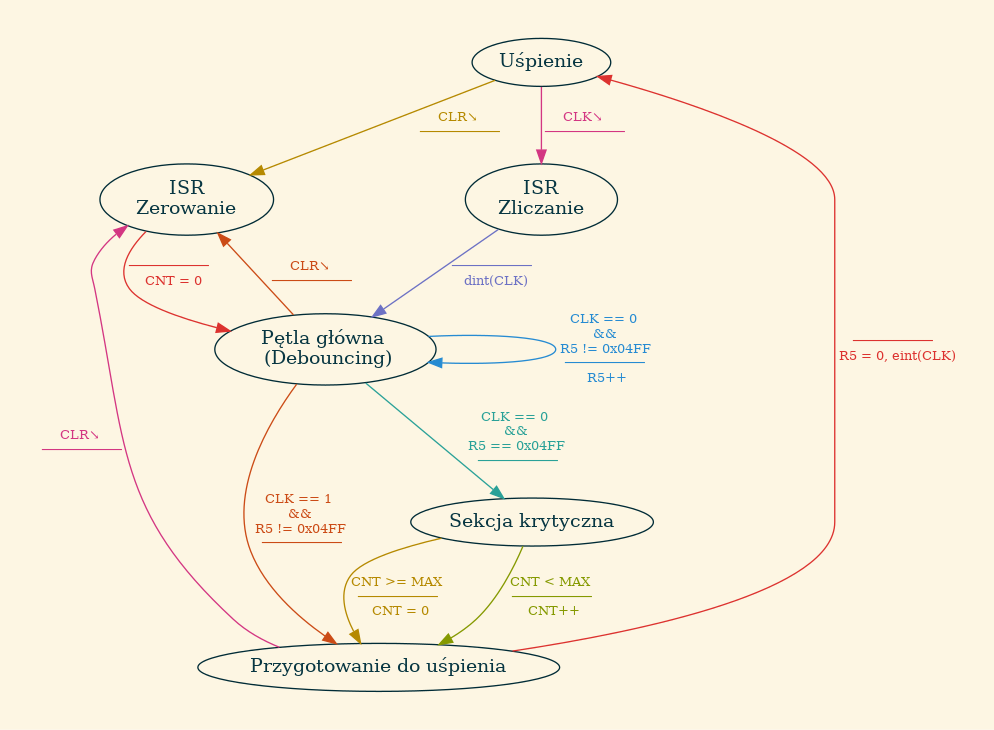 Uśpienie
CLR↘
CLK↘
ISR
Zerowanie
ISR
Zliczanie
CNT = 0
CLR↘
dint(CLK)
Pętla główna
(Debouncing)
CLK == 0
&&
R5 != 0x04FF
R5++
R5 = 0, eint(CLK)
CLR↘
CLK == 0
&&
R5 == 0x04FF
CLK == 1
&&
R5 != 0x04FF
Sekcja krytyczna
CNT >= MAX
CNT = 0
CNT < MAX
CNT++
Przygotowanie do uśpienia